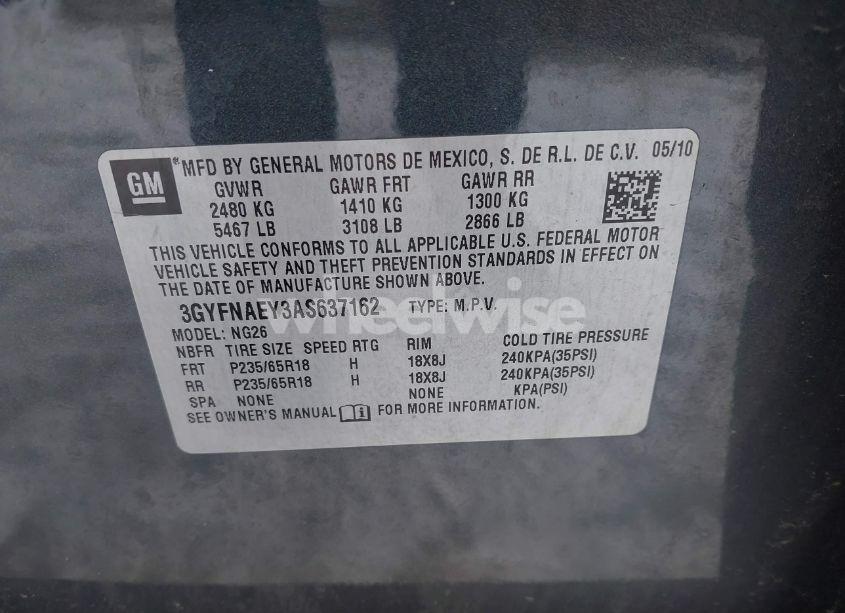 GM
® MFD BY GENERAL MOTORS DE MEXICO, S. DE R.L. DE C.V. 05/10
GVWR GAWR FRT GAWR RR
2480 KG 1410 KG 1300 KG
5467 LB 3108 LB 2866 LB
THIS VEHICLE CONFORMS TO ALL APPLICABLE U.S. FEDERAL MOTOR
VEHICLE SAFETY AND THEFT PREVENTION STANDARDS IN EFFECT ON
THE DATE OF MANUFACTURE SHOWN ABOVE.
3GYFNAEY3AS637162 TYPE: M.P.V.
wheelwise
MODEL: NG26
NBFR TIRE SIZE SPEED RTG RIM COLD TIRE PRESSURE
FRT P235/65R18 H 18X8J 240KPA(35PSI)
RR P235/65R18 H 18X8J 240KPA(35PSI)
SPA NONE NONE KPA(PSI)
SEE OWNER'S MANUAL FOR MORE INFORMATION.